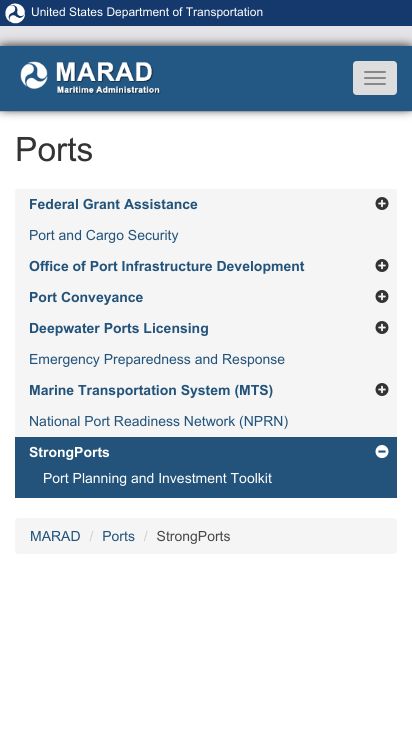 United States Department of Transportation
MARAD
Maritime Administration
Ports
Federal Grant Assistance
Port and Cargo Security
Office of Port Infrastructure Development
Port Conveyance
Deepwater Ports Licensing
Emergency Preparedness and Response
Marine Transportation System (MTS)
National Port Readiness Network (NPRN)
StrongPorts
Port Planning and Investment Toolkit
MARAD / Ports / StrongPorts